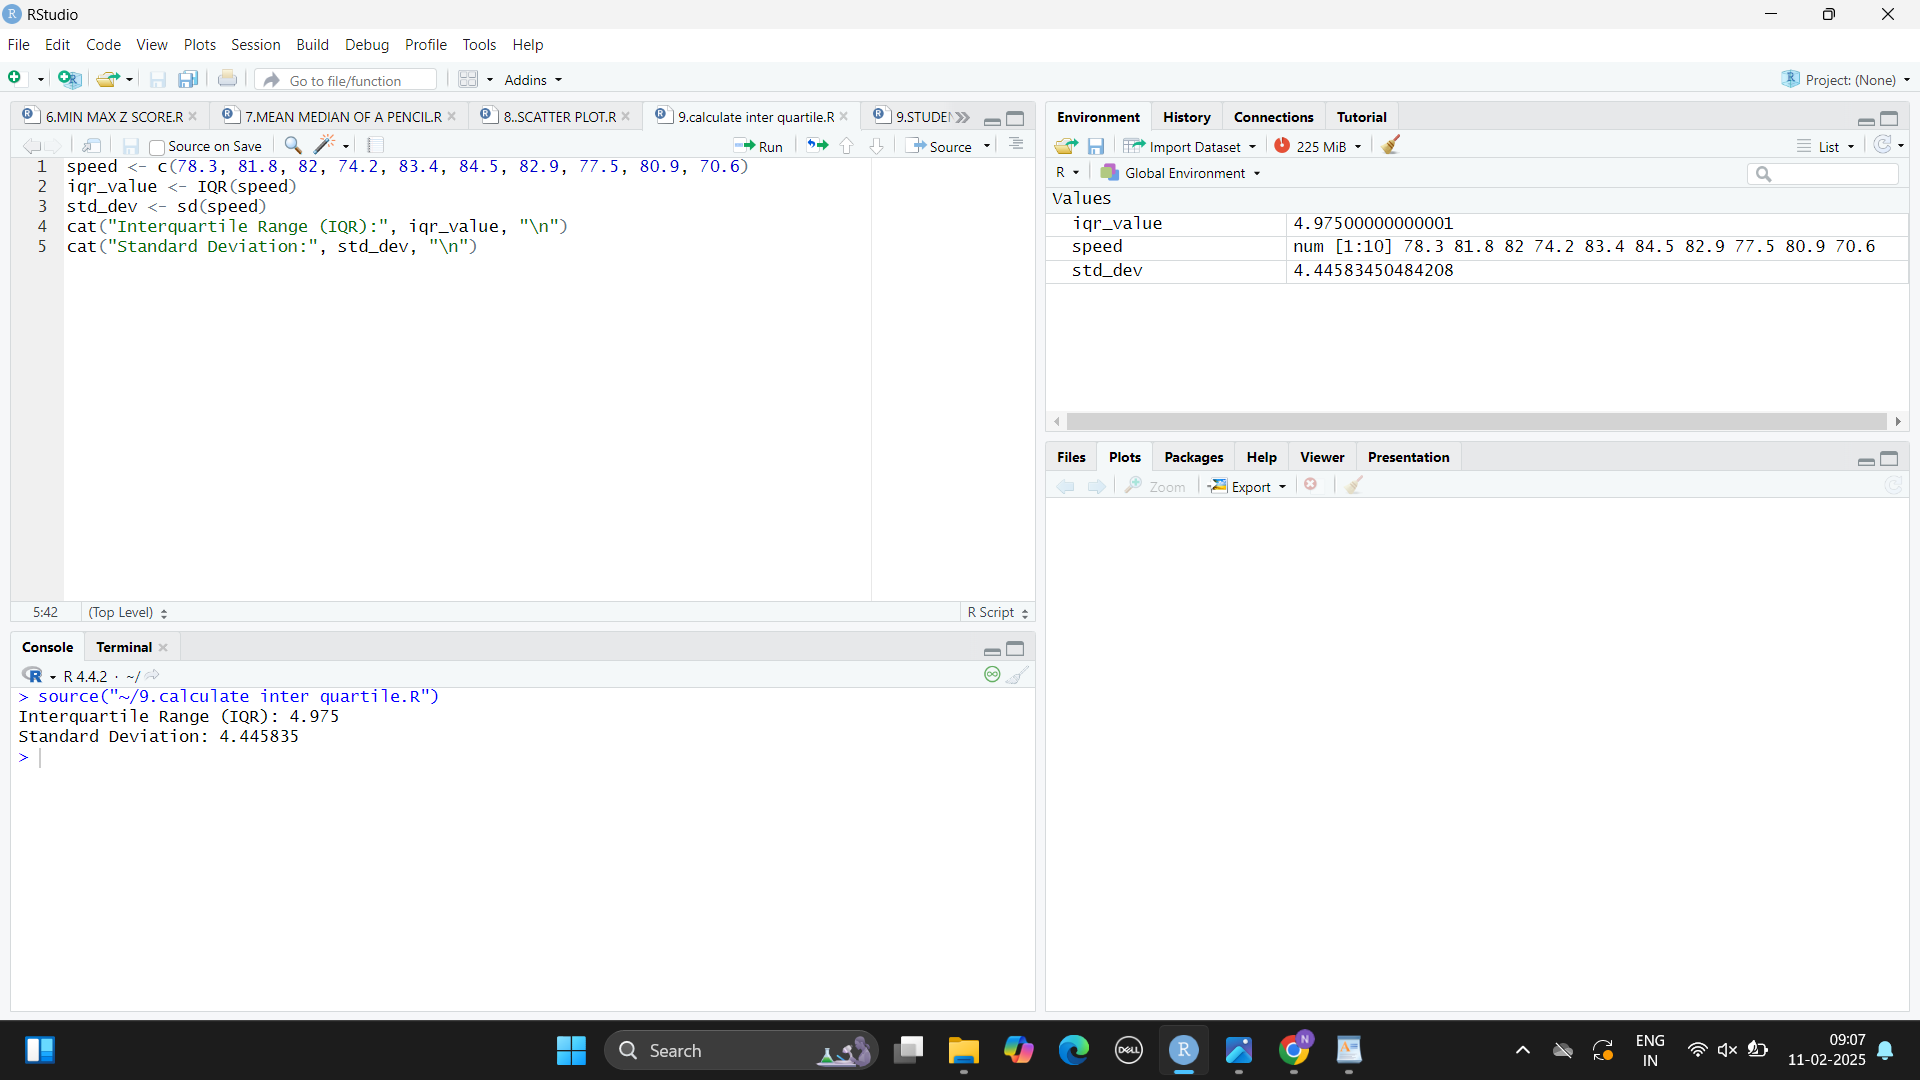 RStudio
File Edit Code View Plots Session Build Debug Profile Tools Help
Go to file/function Addins Project: (None)
6.MIN MAX Z SCORE.R 7.MEAN MEDIAN OF A PENCIL.R 8..SCATTER PLOT.R 9.calculate inter quartile.R 9.STUDEN
Source on Save Run Source
1 speed <- c(78.3, 81.8, 82, 74.2, 83.4, 84.5, 82.9, 77.5, 80.9, 70.6)
2 iqr_value <- IQR(speed)
3 std_dev <- sd(speed)
4 cat("Interquartile Range (IQR):", iqr_value, "\n")
5 cat("Standard Deviation:", std_dev, "\n")
5:42 (Top Level) R Script
Console Terminal
R 4.4.2 · ~/
> source("~/9.calculate inter quartile.R")
Interquartile Range (IQR): 4.975
Standard Deviation: 4.445835
>
Environment History Connections Tutorial
Import Dataset 225 MiB List
R Global Environment
Values
iqr_value 4.97500000000001
speed num [1:10] 78.3 81.8 82 74.2 83.4 84.5 82.9 77.5 80.9 70.6
std_dev 4.44583450484208
Files Plots Packages Help Viewer Presentation
Zoom Export
Search
DELL
R
N
ENG
IN
09:07
11-02-2025